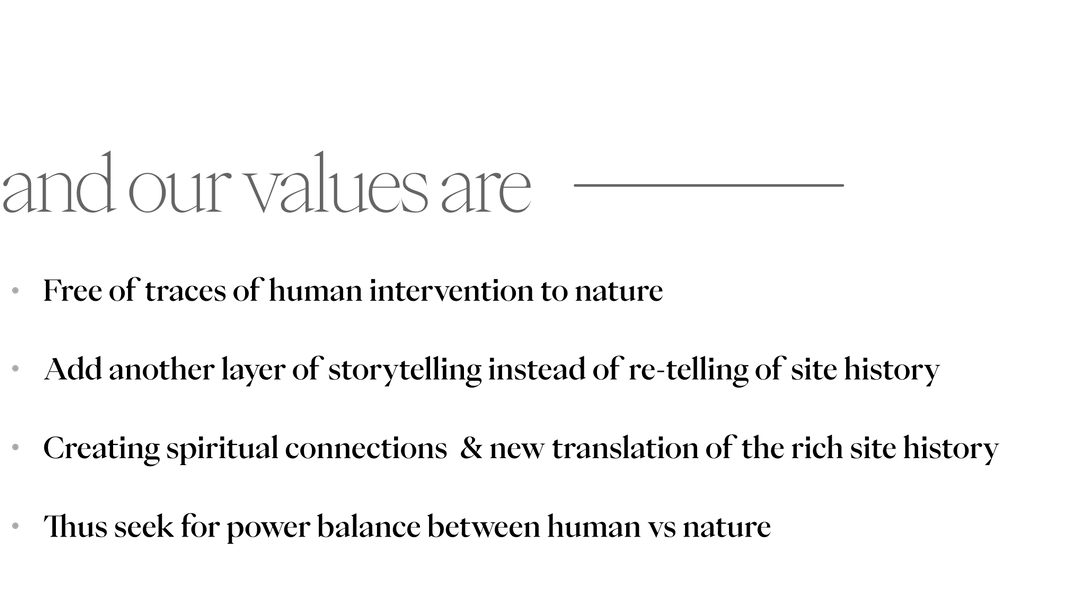 and our values are
• Free of traces of human intervention to nature
• Add another layer of storytelling instead of re-telling of site history
• Creating spiritual connections & new translation of the rich site history
• Thus seek for power balance between human vs nature